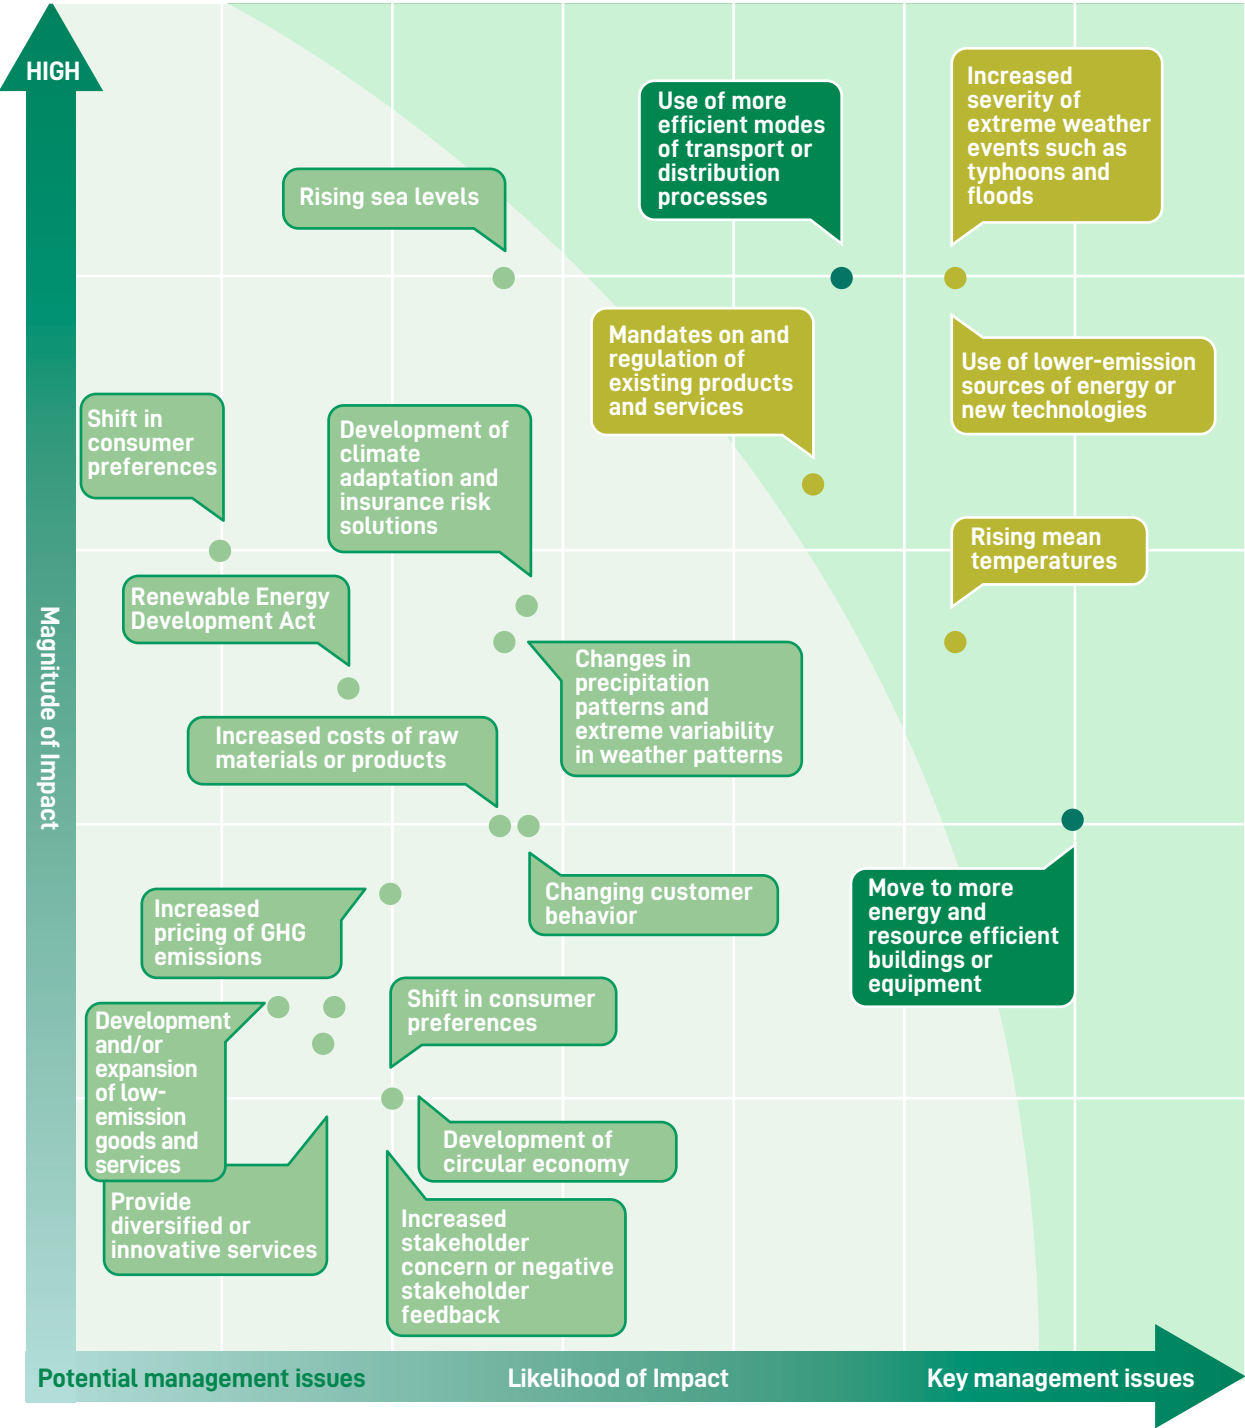 HIGH
Increased
severity of
extreme weather
events such as
typhoons and
floods
Use of more
efficient modes
of transport or
distribution
processes
Rising sea levels
Mandates on and
regulation of
existing products
and services
Use of lower-emission
sources of energy or
new technologies
Shift in
consumer
preferences
Development of
climate
adaptation and
insurance risk
solutions
Rising mean
temperatures
Renewable Energy
Development Act
Magnitude of Impact
Changes in
precipitation
patterns and
extreme variability
in weather patterns
Increased costs of raw
materials or products
Changing customer
behavior
Move to more
energy and
resource efficient
buildings or
equipment
Increased
pricing of GHG
emissions
Shift in consumer
preferences
Development
and/or
expansion
of low-
emission
goods and
services
Development of
circular economy
Provide
diversified or
innovative services
Increased
stakeholder
concern or negative
stakeholder
feedback
Potential management issues
Likelihood of Impact
Key management issues